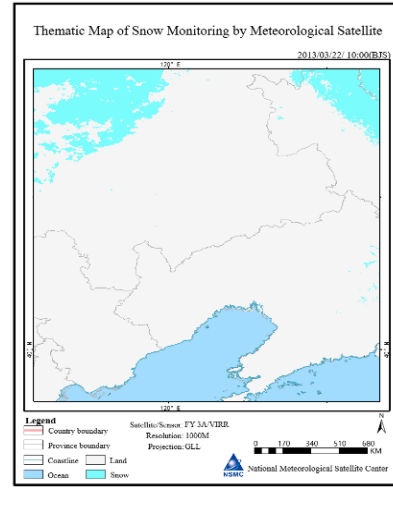 Thematic Map of Snow Monitoring by Meteorological Satellite
2013/03/22/ 10:00(BJS)
120° E
40° N
40° N
120° E
Legend
Country boundary
Province boundary
Coastline
Land
Ocean
Snow
Satellite/Sensor: FY 3A/VIRR
Resolution: 1000M
Projection: GLL
N
0 170 340 510 680
KM
NSMC
National Meteorological Satellite Center